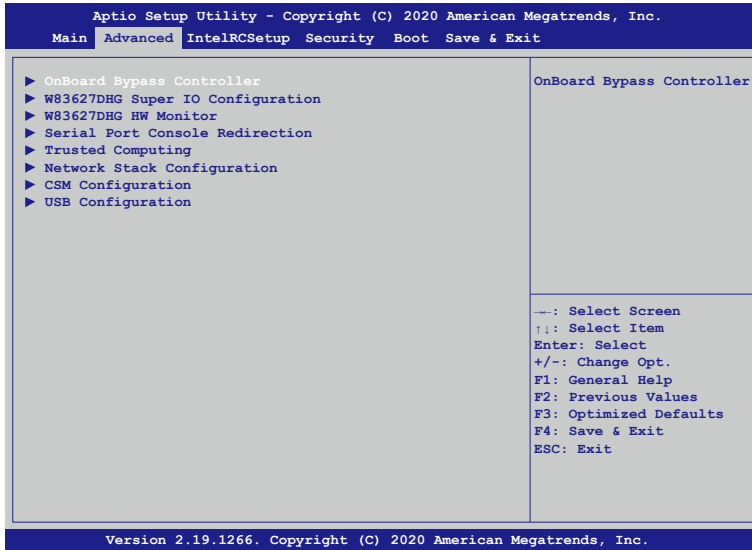 Aptio Setup Utility - Copyright (C) 2020 American Megatrends, Inc.
Main Advanced IntelRCSetup Security Boot Save & Exit
▶ OnBoard Bypass Controller
▶ W83627DHG Super IO Configuration
▶ W83627DHG HW Monitor
▶ Serial Port Console Redirection
▶ Trusted Computing
▶ Network Stack Configuration
▶ CSM Configuration
▶ USB Configuration
OnBoard Bypass Controller
→←: Select Screen
↑↓: Select Item
Enter: Select
+/-: Change Opt.
F1: General Help
F2: Previous Values
F3: Optimized Defaults
F4: Save & Exit
ESC: Exit
Version 2.19.1266. Copyright (C) 2020 American Megatrends, Inc.